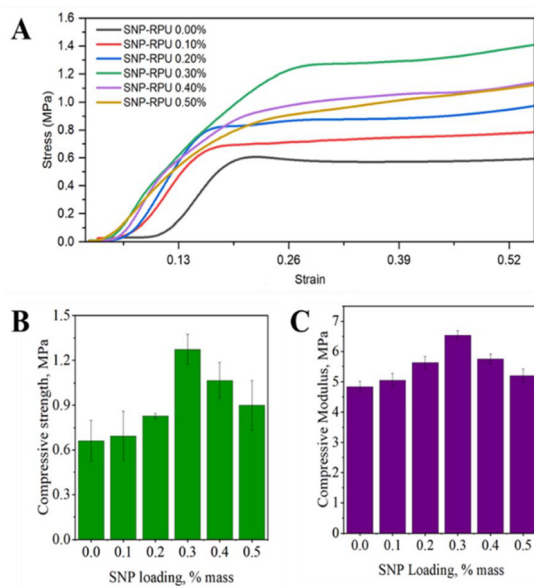 A
SNP-RPU 0.00%
SNP-RPU 0.10%
SNP-RPU 0.20%
SNP-RPU 0.30%
SNP-RPU 0.40%
SNP-RPU 0.50%
Stress (MPa)
1.6
1.4
1.2
1.0
0.8
0.6
0.4
0.2
0.0
0.13
0.26
0.39
0.52
Strain
B
Compressive strength, MPa
1.5
1.2
0.9
0.6
0.3
0.0
0.0 0.1 0.2 0.3 0.4 0.5
SNP loading, % mass
C
Compressive Modulus, MPa
7
6
5
4
3
2
1
0
0.0 0.1 0.2 0.3 0.4 0.5
SNP Loading, % mass